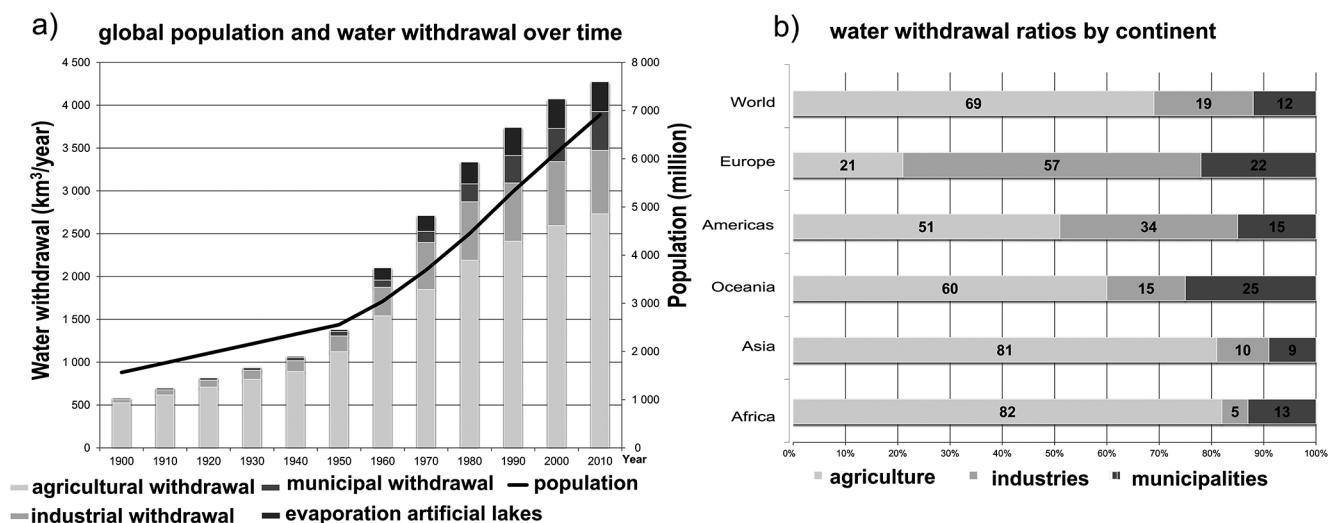 a)
global population and water withdrawal over time
Water withdrawal (km³/year)
4 500
4 000
3 500
3 000
2 500
2 000
1 500
1 000
500
0
Population (million)
8 000
7 000
6 000
5 000
4 000
3 000
2 000
1 000
0
1900 1910 1920 1930 1940 1950 1960 1970 1980 1990 2000 2010 Year
agricultural withdrawal municipal withdrawal population
industrial withdrawal evaporation artificial lakes
b)
water withdrawal ratios by continent
World 69 19 12
Europe 21 57 22
Americas 51 34 15
Oceania 60 15 25
Asia 81 10 9
Africa 82 5 13
0% 10% 20% 30% 40% 50% 60% 70% 80% 90% 100%
agriculture industries municipalities